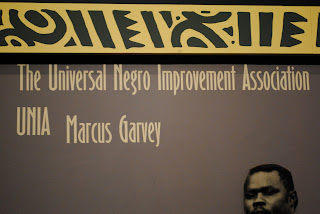 The Universal Negro Improvement Association
UNIA Marcus Garvey